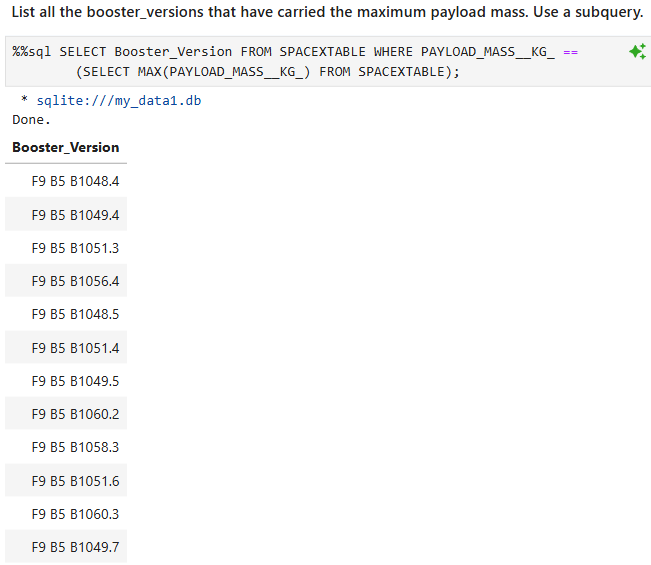 List all the booster_versions that have carried the maximum payload mass. Use a subquery.
%%sql SELECT Booster_Version FROM SPACEXTABLE WHERE PAYLOAD_MASS__KG_ ==
(SELECT MAX(PAYLOAD_MASS__KG_) FROM SPACEXTABLE);
* sqlite:///my_data1.db
Done.
Booster_Version
F9 B5 B1048.4
F9 B5 B1049.4
F9 B5 B1051.3
F9 B5 B1056.4
F9 B5 B1048.5
F9 B5 B1051.4
F9 B5 B1049.5
F9 B5 B1060.2
F9 B5 B1058.3
F9 B5 B1051.6
F9 B5 B1060.3
F9 B5 B1049.7